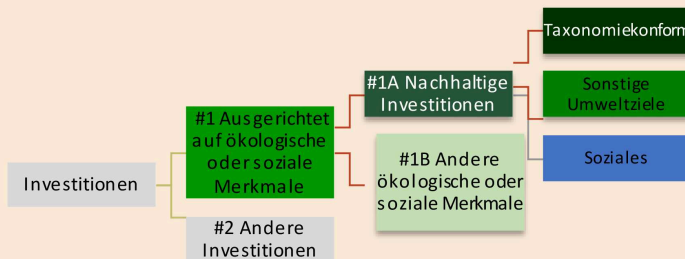 Taxonomiekonform
#1A Nachhaltige
Investitionen
Sonstige
Umweltziele
#1 Ausgerichtet
auf ökologische
oder soziale
Merkmale
#1B Andere
ökologische oder
soziale Merkmale
Soziales
Investitionen
#2 Andere
Investitionen